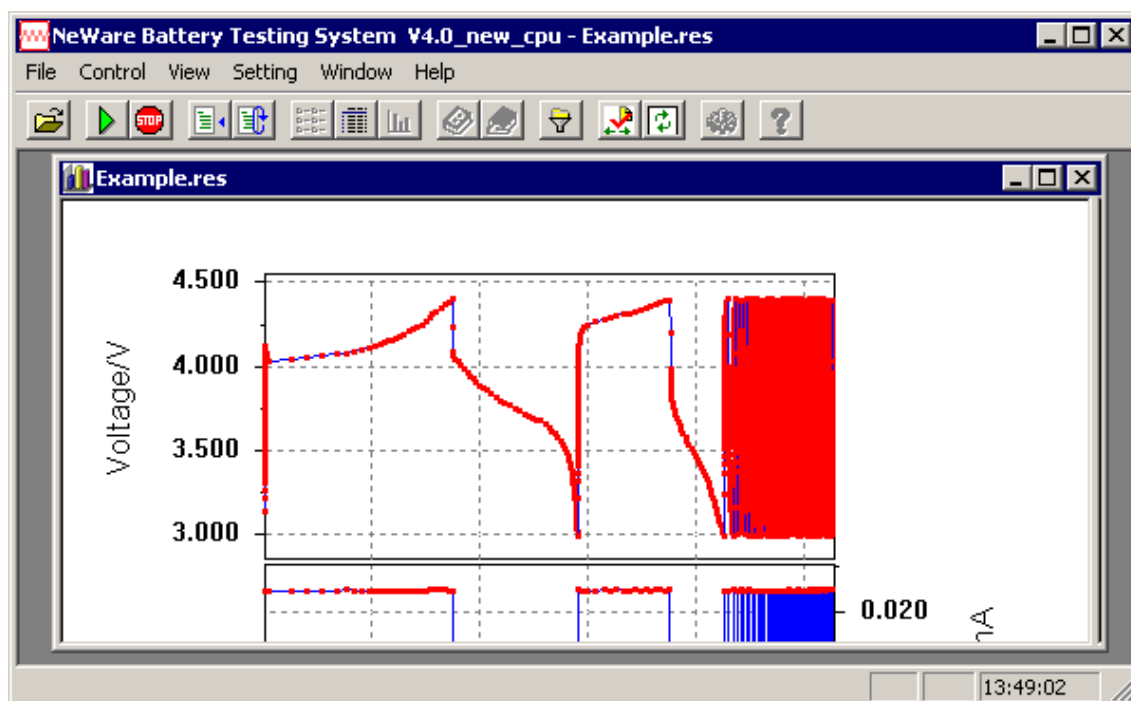 NeWare Battery Testing System V4.0_new_cpu - Example.res
File Control View Setting Window Help
STOP
?
Example.res
4.500
4.000
3.500
3.000
Voltage/V
0.020
13:49:02